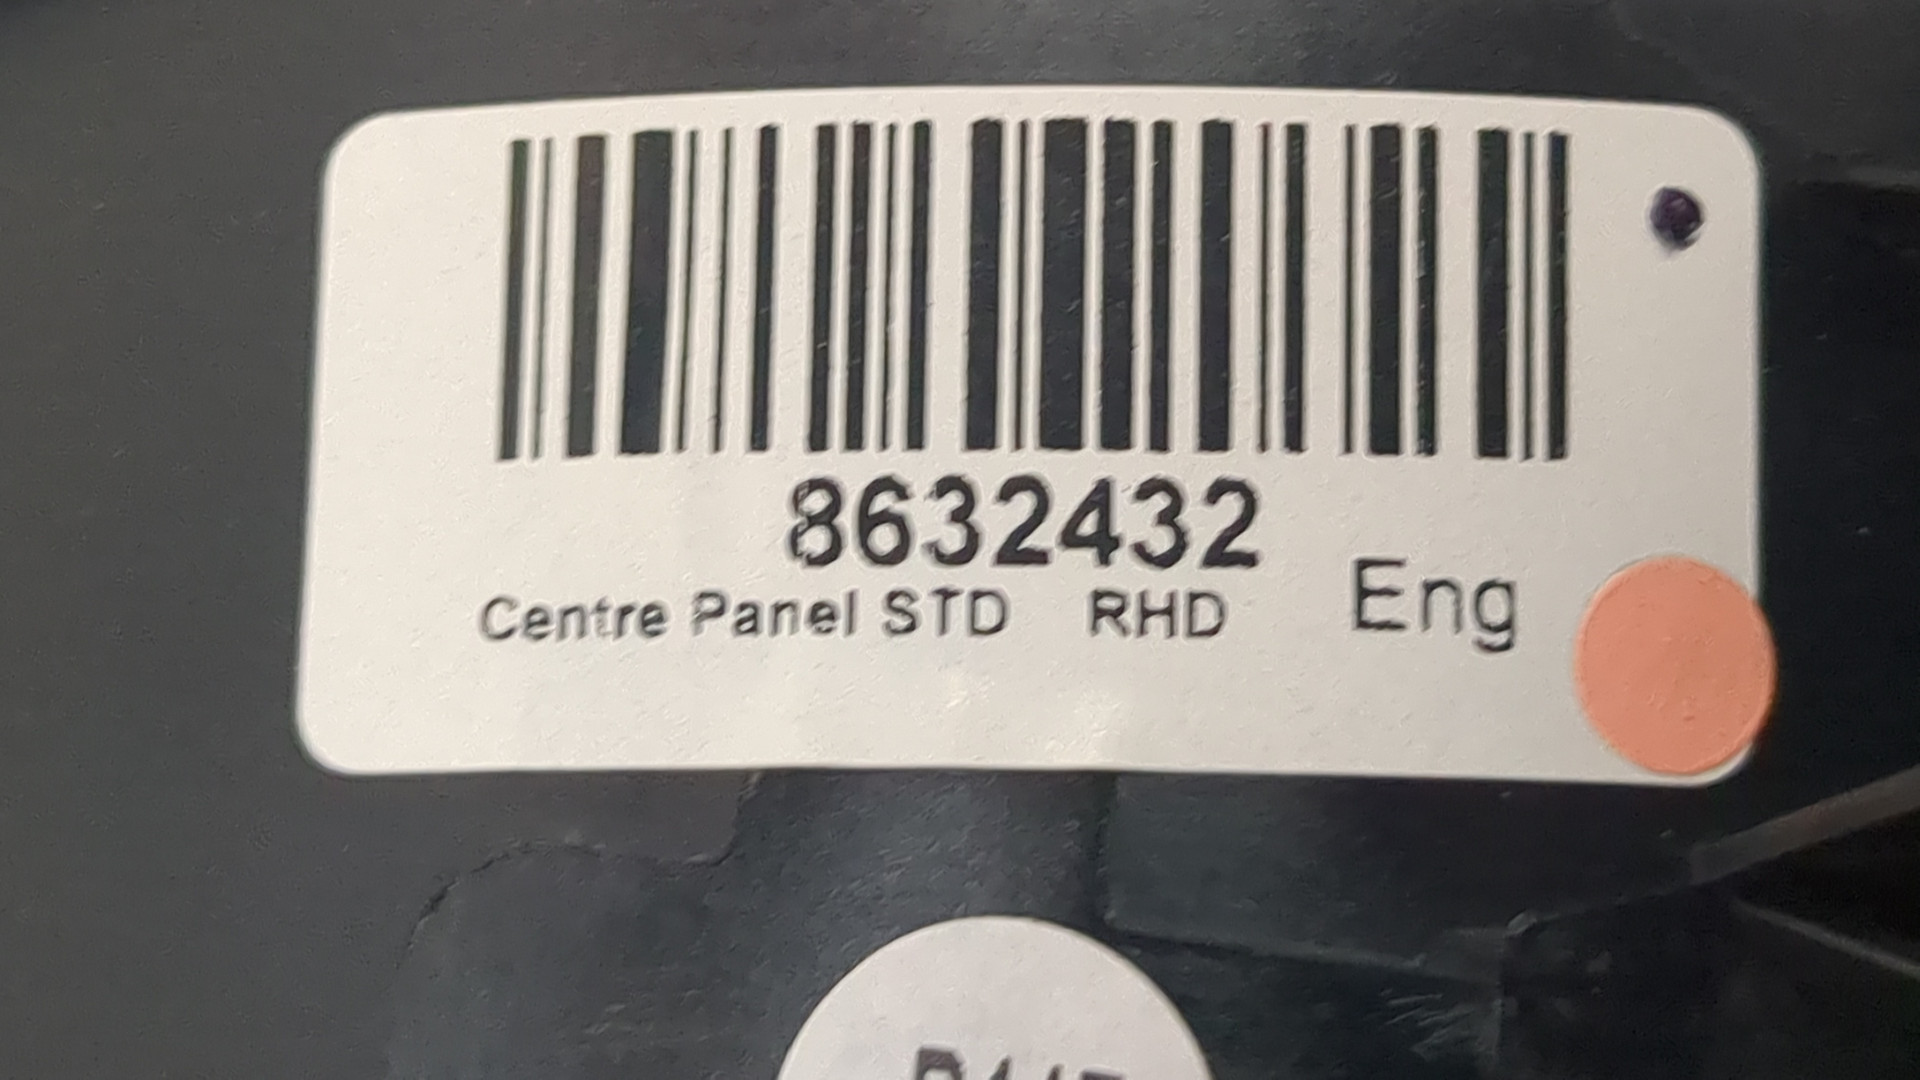 8632432
Centre Panel STD RHD Eng